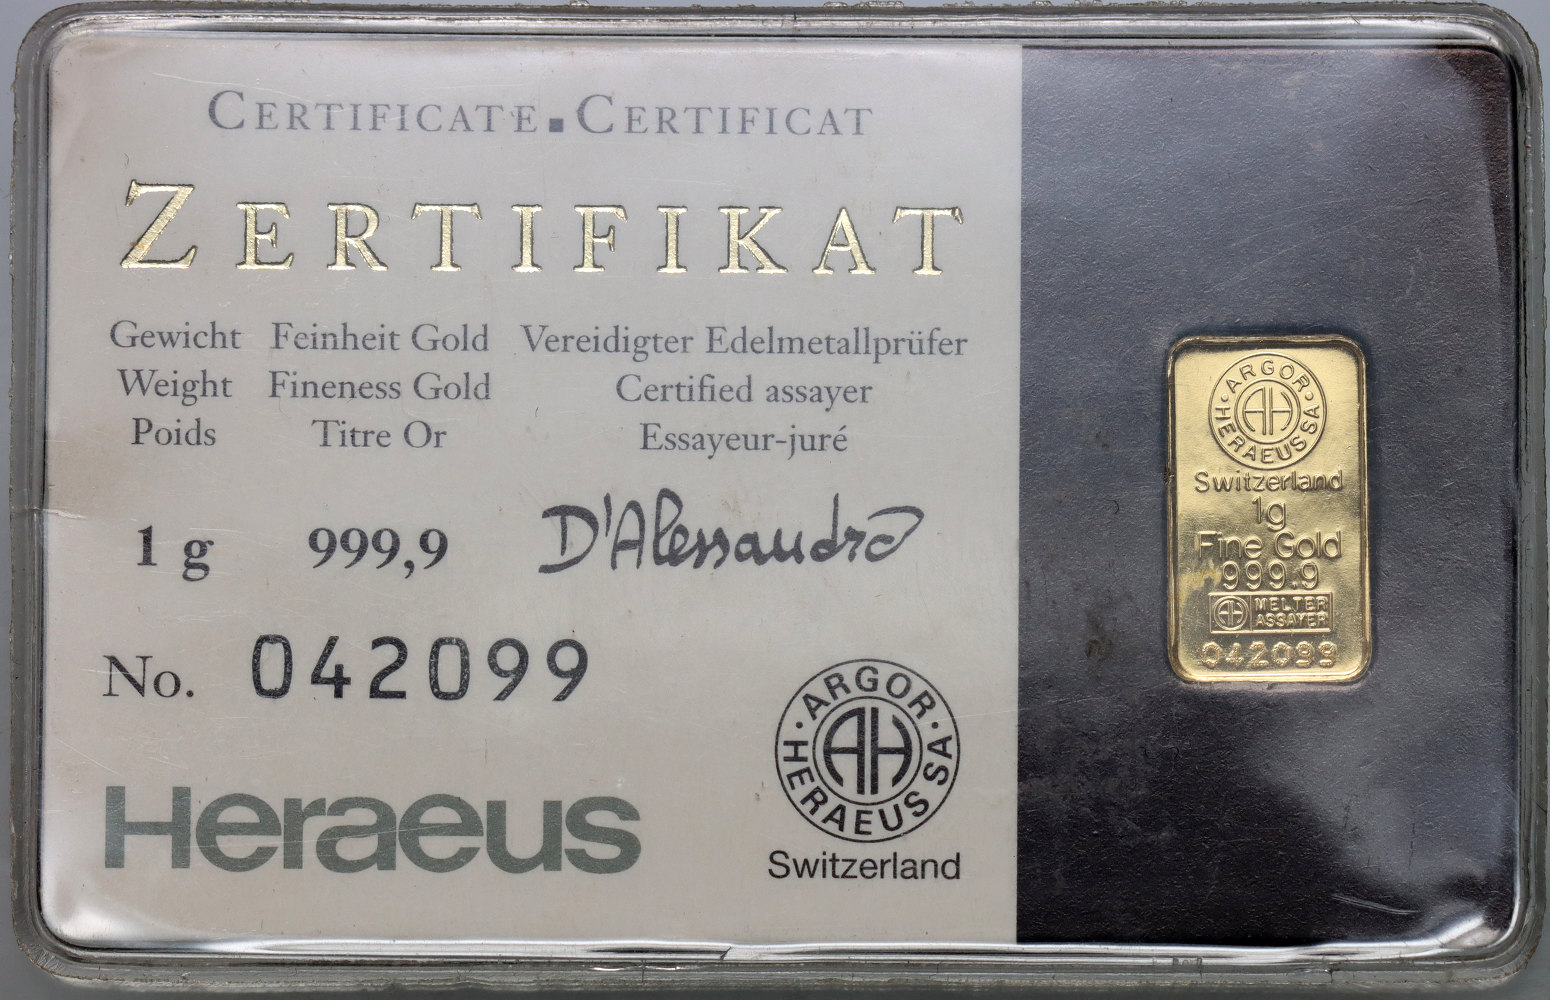 CERTIFICATE ▪ CERTIFICAT
ZERTIFIKAT
Gewicht Feinheit Gold Vereidigter Edelmetallprüfer
Weight Fineness Gold Certified assayer
Poids Titre Or Essayeur-juré
1 g 999,9 D'Alessandro
No. 042099
Heraeus
· ARGOR · HERAEUS SA
AH
Switzerland
· ARGOR · HERAEUS SA
AH
Switzerland
1g
Fine Gold
999.9
AH MELTER
ASSAYER
042099